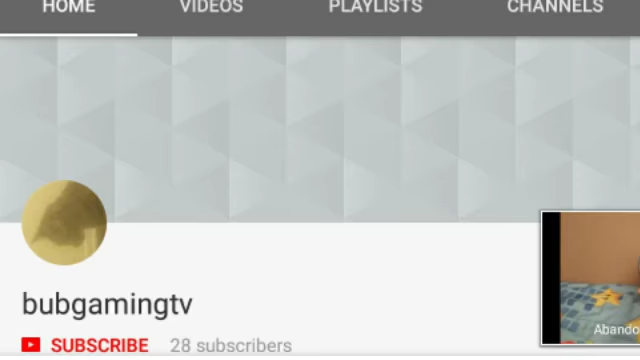 HOME VIDEOS PLAYLISTS CHANNELS
bubgamingtv
SUBSCRIBE 28 subscribers
Abando